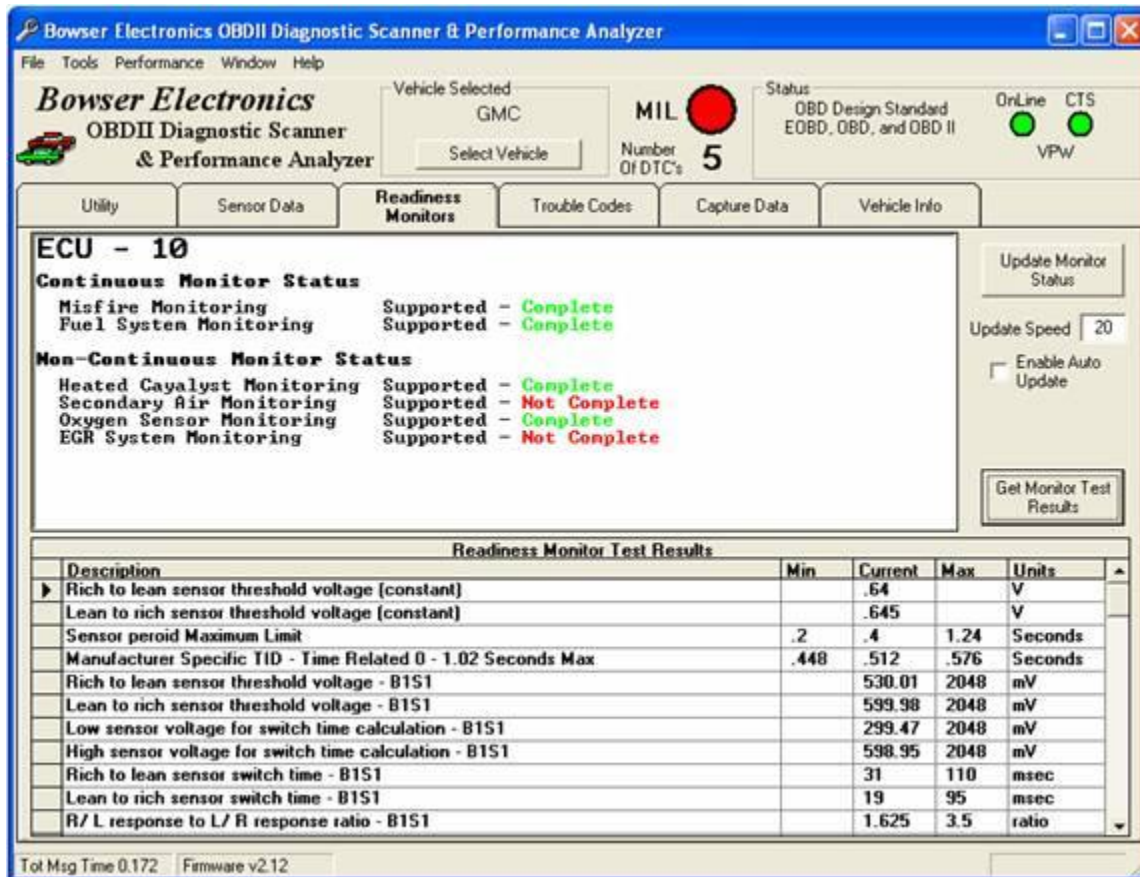 Bowser Electronics OBDII Diagnostic Scanner & Performance Analyzer
File Tools Performance Window Help
Bowser Electronics
OBDII Diagnostic Scanner
& Performance Analyzer
Vehicle Selected
GMC
Select Vehicle
MIL
Number
Of DTC's
5
Status
OBD Design Standard
EOBD, OBD, and OBD II
OnLine CTS
VPW
Utility
Sensor Data
Readiness
Monitors
Trouble Codes
Capture Data
Vehicle Info
ECU - 10
Continuous Monitor Status
Misfire Monitoring Supported - Complete
Fuel System Monitoring Supported - Complete
Non-Continuous Monitor Status
Heated Cayalyst Monitoring Supported - Complete
Secondary Air Monitoring Supported - Not Complete
Oxygen Sensor Monitoring Supported - Complete
EGR System Monitoring Supported - Not Complete
Update Monitor
Status
Update Speed 20
Enable Auto
Update
Get Monitor Test
Results
Readiness Monitor Test Results
Description Min Current Max Units
Rich to lean sensor threshold voltage (constant) .64 V
Lean to rich sensor threshold voltage (constant) .645 V
Sensor peroid Maximum Limit .2 .4 1.24 Seconds
Manufacturer Specific TID - Time Related 0 - 1.02 Seconds Max .448 .512 .576 Seconds
Rich to lean sensor threshold voltage - B1S1 530.01 2048 mV
Lean to rich sensor threshold voltage - B1S1 599.98 2048 mV
Low sensor voltage for switch time calculation - B1S1 299.47 2048 mV
High sensor voltage for switch time calculation - B1S1 598.95 2048 mV
Rich to lean sensor switch time - B1S1 31 110 msec
Lean to rich sensor switch time - B1S1 19 95 msec
R/ L response to L/ R response ratio - B1S1 1.625 3.5 ratio
Tot Msg Time 0.172 Firmware v2.12